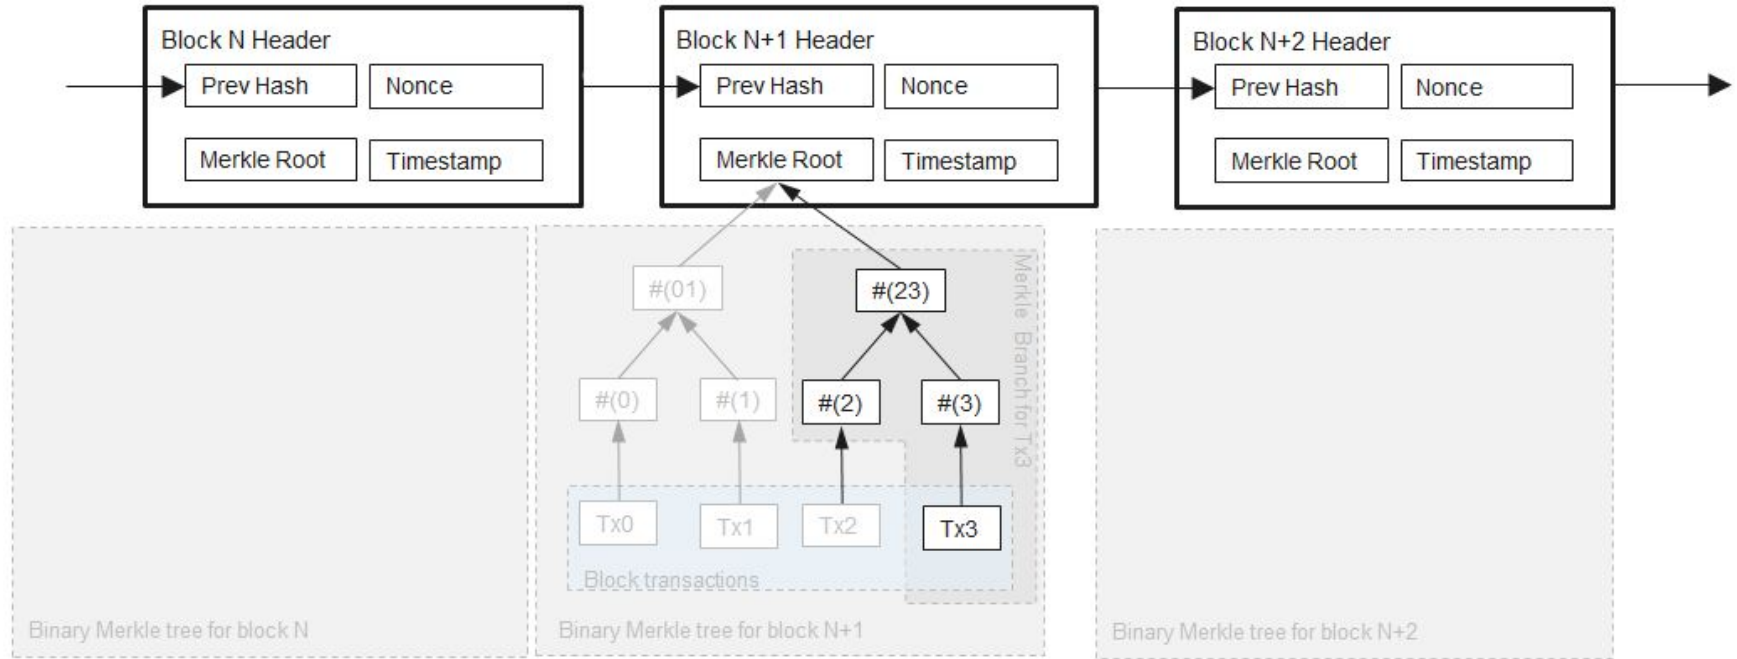 Block N Header
Prev Hash
Nonce
Merkle Root
Timestamp
Block N+1 Header
Prev Hash
Nonce
Merkle Root
Timestamp
Block N+2 Header
Prev Hash
Nonce
Merkle Root
Timestamp
#(01)
#(23)
#(0)
#(1)
#(2)
#(3)
Merkle Branch for Tx3
Tx0
Tx1
Tx2
Tx3
Block transactions
Binary Merkle tree for block N
Binary Merkle tree for block N+1
Binary Merkle tree for block N+2